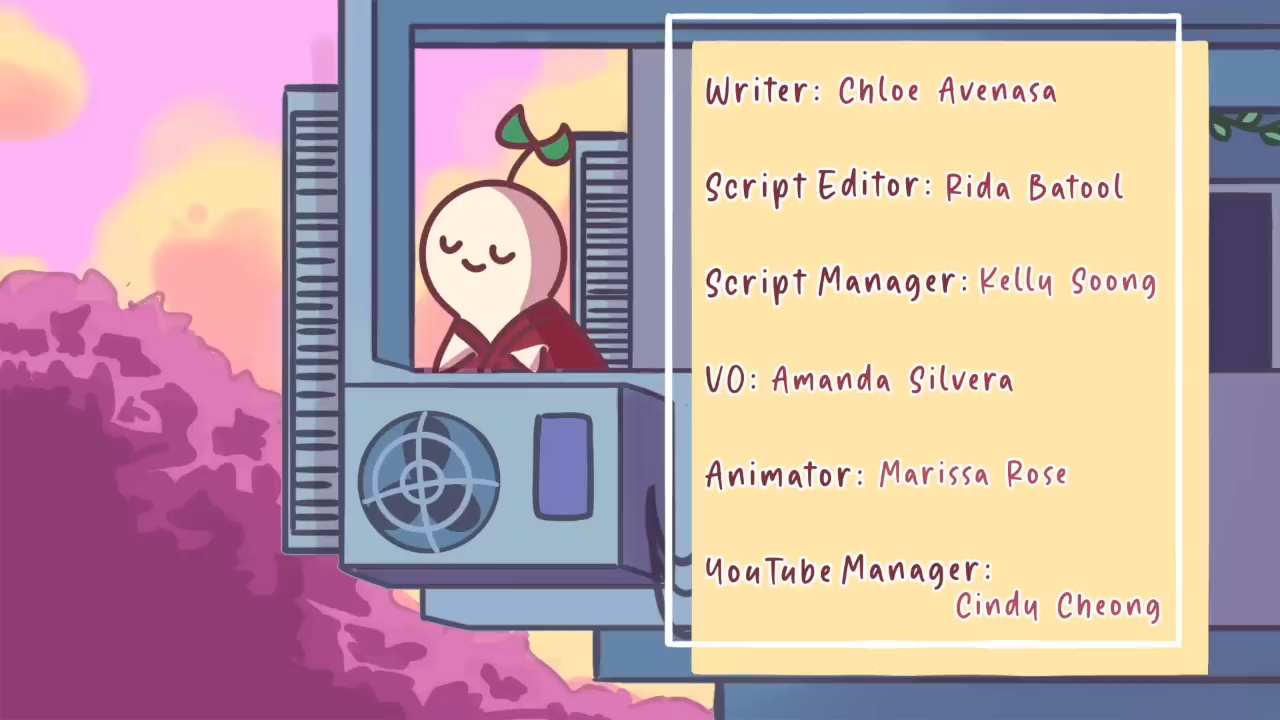 Writer: Chloe Avenasa
Script Editor: Rida Batool
Script Manager: Kelly Soong
VO: Amanda Silvera
Animator: Marissa Rose
YouTube Manager:
Cindy Cheong